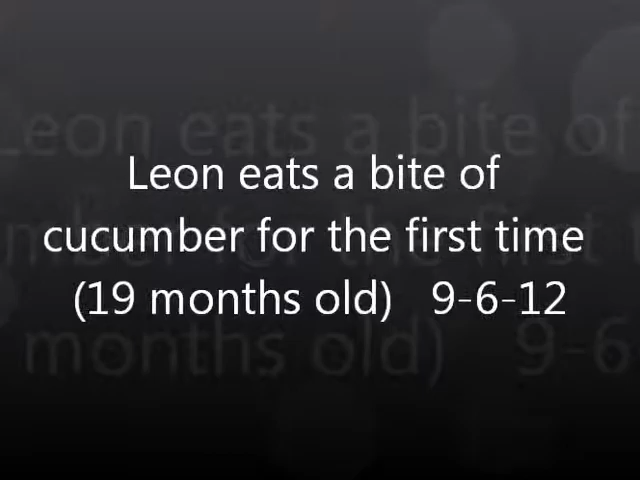 Leon eats a bite of
cucumber for the first time
(19 months old)   9-6-12